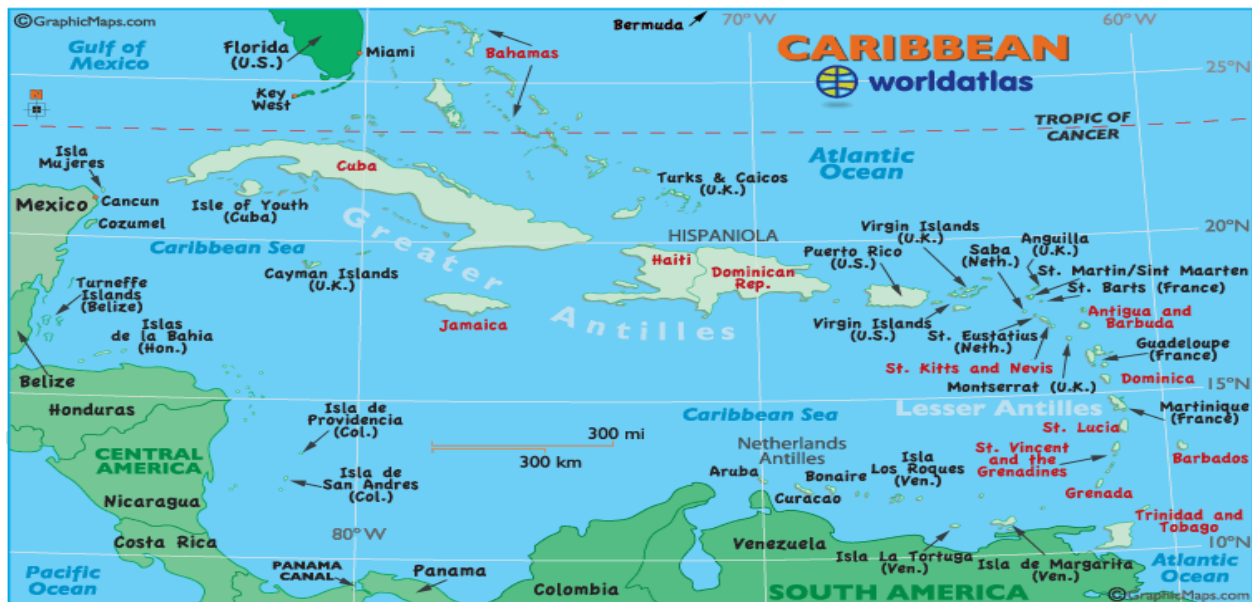 ©GraphicMaps.com
Bermuda
70° W
60° W
Gulf of
Mexico
Florida
(U.S.)
Miami
Bahamas
CARIBBEAN
worldatlas
25°N
Key
West
TROPIC OF
CANCER
Isla
Mujeres
Cuba
Atlantic
Ocean
Mexico
Cancun
Cozumel
Isle of Youth
(Cuba)
Turks & Caicos
(U.K.)
Greater Antilles
20°N
Caribbean Sea
HISPANIOLA
Virgin Islands
(U.K.)
Saba
(Neth.)
Anguilla
(U.K.)
Cayman Islands
(U.K.)
Haiti
Dominican
Rep.
Puerto Rico
(U.S.)
St. Martin/Sint Maarten
St. Barts (France)
Turneffe
Islands
(Belize)
Jamaica
Virgin Islands
(U.S.)
St. Eustatius
(Neth.)
Antigua and
Barbuda
Islas
de la Bahia
(Hon.)
Guadeloupe
(France)
St. Kitts and Nevis
Montserrat (U.K.)
Dominica
15°N
Belize
Honduras
Isla de
Providencia
(Col.)
Caribbean Sea
Lesser Antilles
Martinique
(France)
St. Lucia
300 mi
300 km
Netherlands
Antilles
CENTRAL
AMERICA
St. Vincent
and the
Grenadines
Barbados
Isla de
San Andres
(Col.)
Aruba
Curacao
Bonaire
Isla
Los Roques
(Ven.)
Grenada
Nicaragua
Trinidad and
Tobago
80° W
Costa Rica
Venezuela
Isla La Tortuga
(Ven.)
Isla de Margarita
(Ven.)
10°N
Pacific
Ocean
PANAMA
CANAL
Panama
Colombia
SOUTH AMERICA
Atlantic
Ocean
©GraphicMaps.com